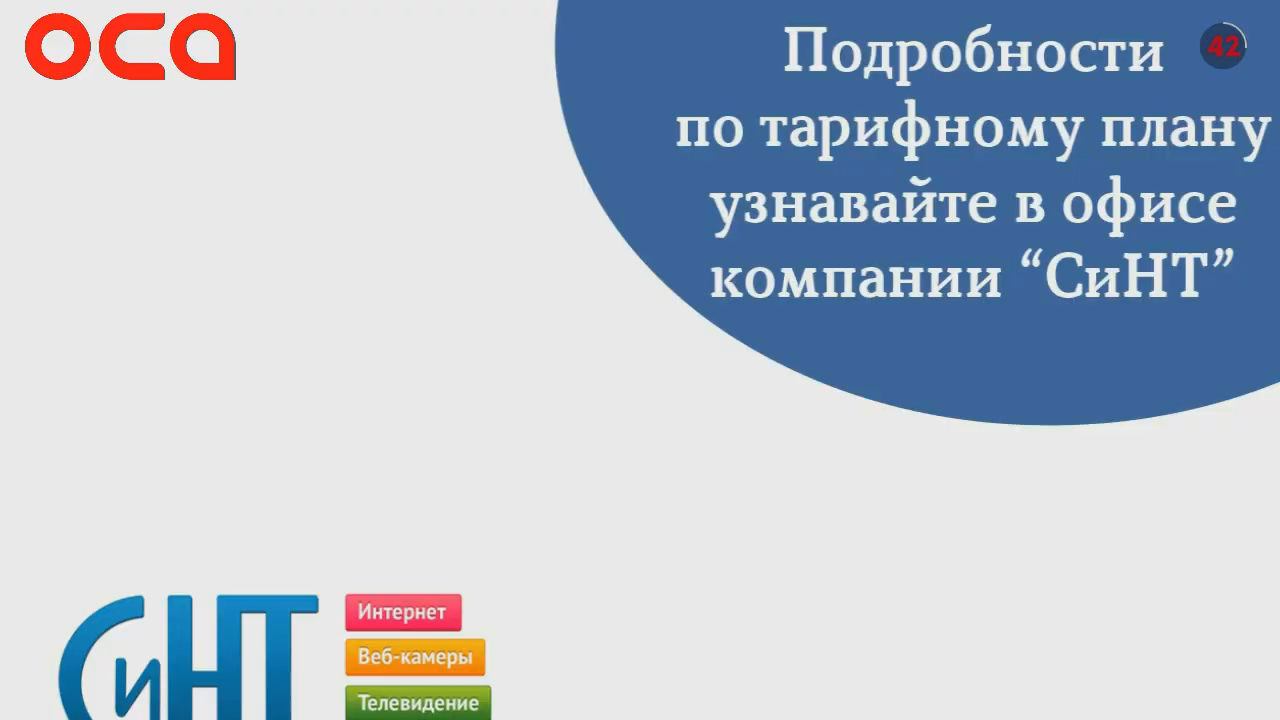 оса
Подробности
42
по тарифному плану
узнавайте в офисе
компании “СиНТ”
СиНТ
Интернет
Веб-камеры
Телевидение